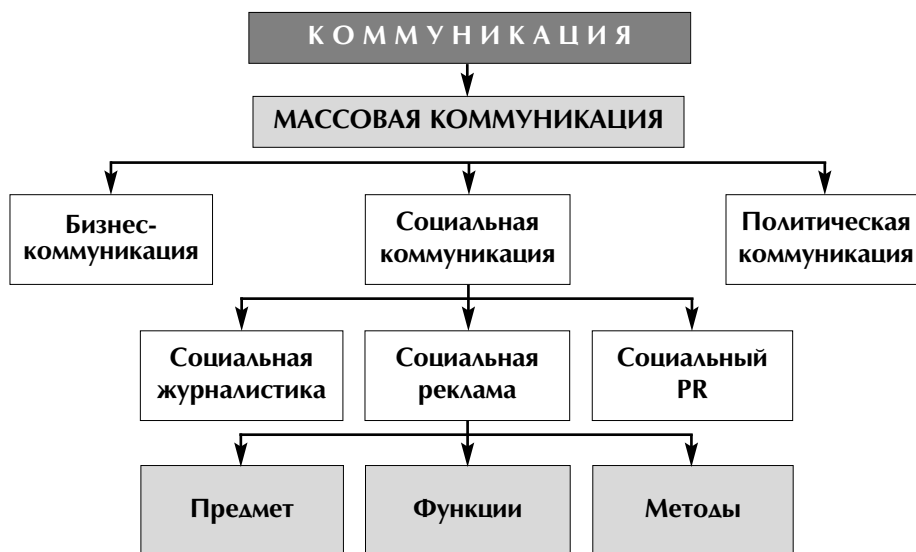 КОММУНИКАЦИЯ
МАССОВАЯ КОММУНИКАЦИЯ
Бизнес-
коммуникация
Социальная
коммуникация
Политическая
коммуникация
Социальная
журналистика
Социальная
реклама
Социальный
PR
Предмет
Функции
Методы